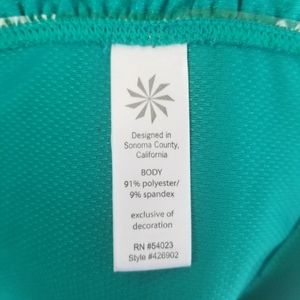 Designed in
Sonoma County,
California
BODY
91% polyester/
9% spandex
exclusive of
decoration
RN #54023
Style #426902